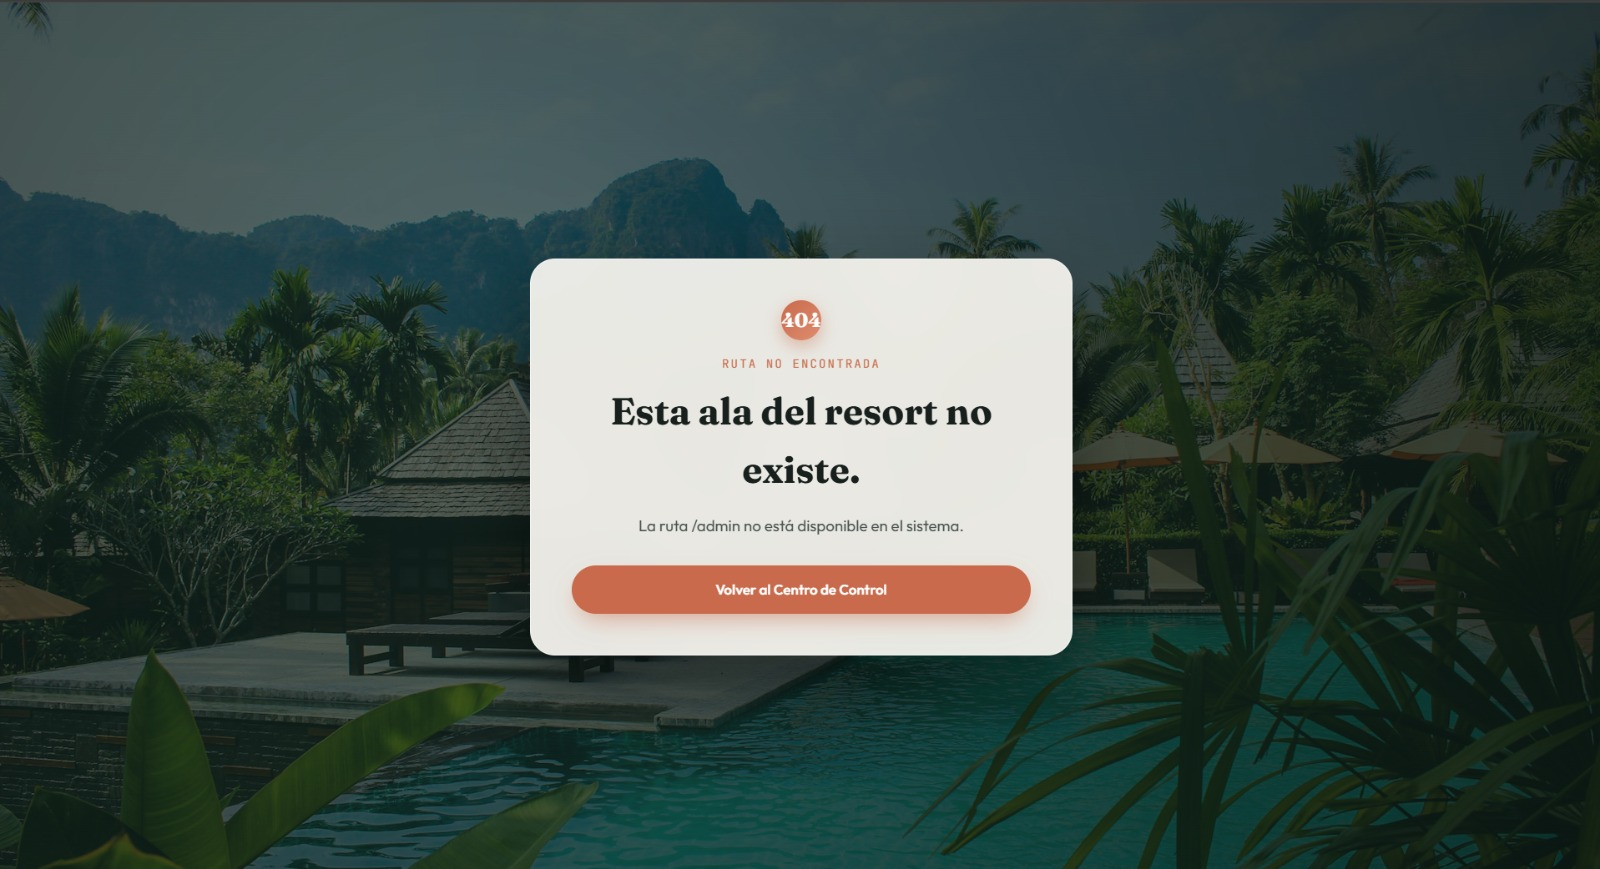 404
RUTA NO ENCONTRADA
Esta ala del resort no
existe.
La ruta /admin no está disponible en el sistema.
Volver al Centro de Control